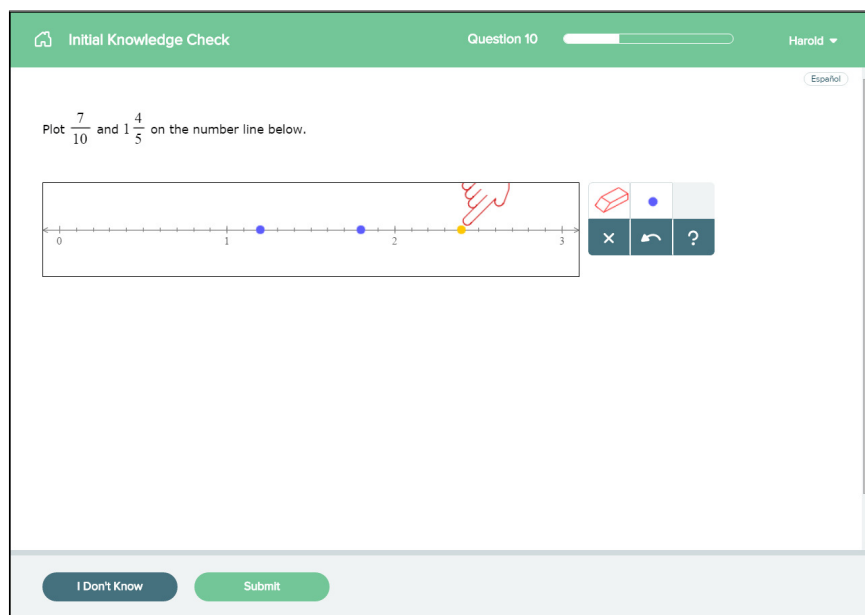 Initial Knowledge Check Question 10 Harold
Español
Plot 7/10 and 1 4/5 on the number line below.
0 1 2 3
× ?
I Don't Know Submit